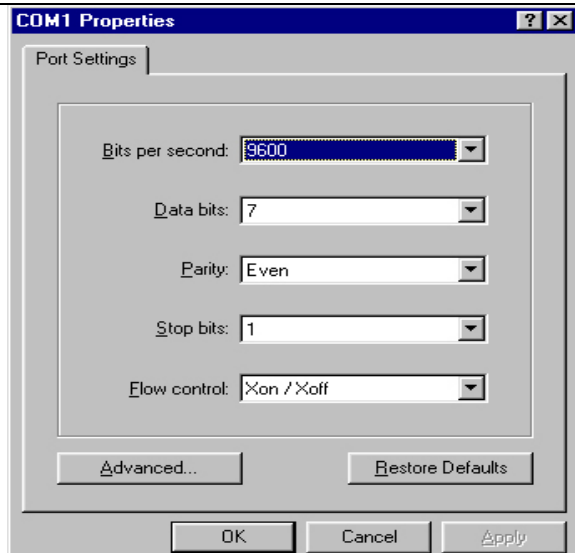 COM1 Properties
Port Settings
Bits per second: 9600
Data bits: 7
Parity: Even
Stop bits: 1
Flow control: Xon / Xoff
Advanced... Restore Defaults
OK Cancel Apply